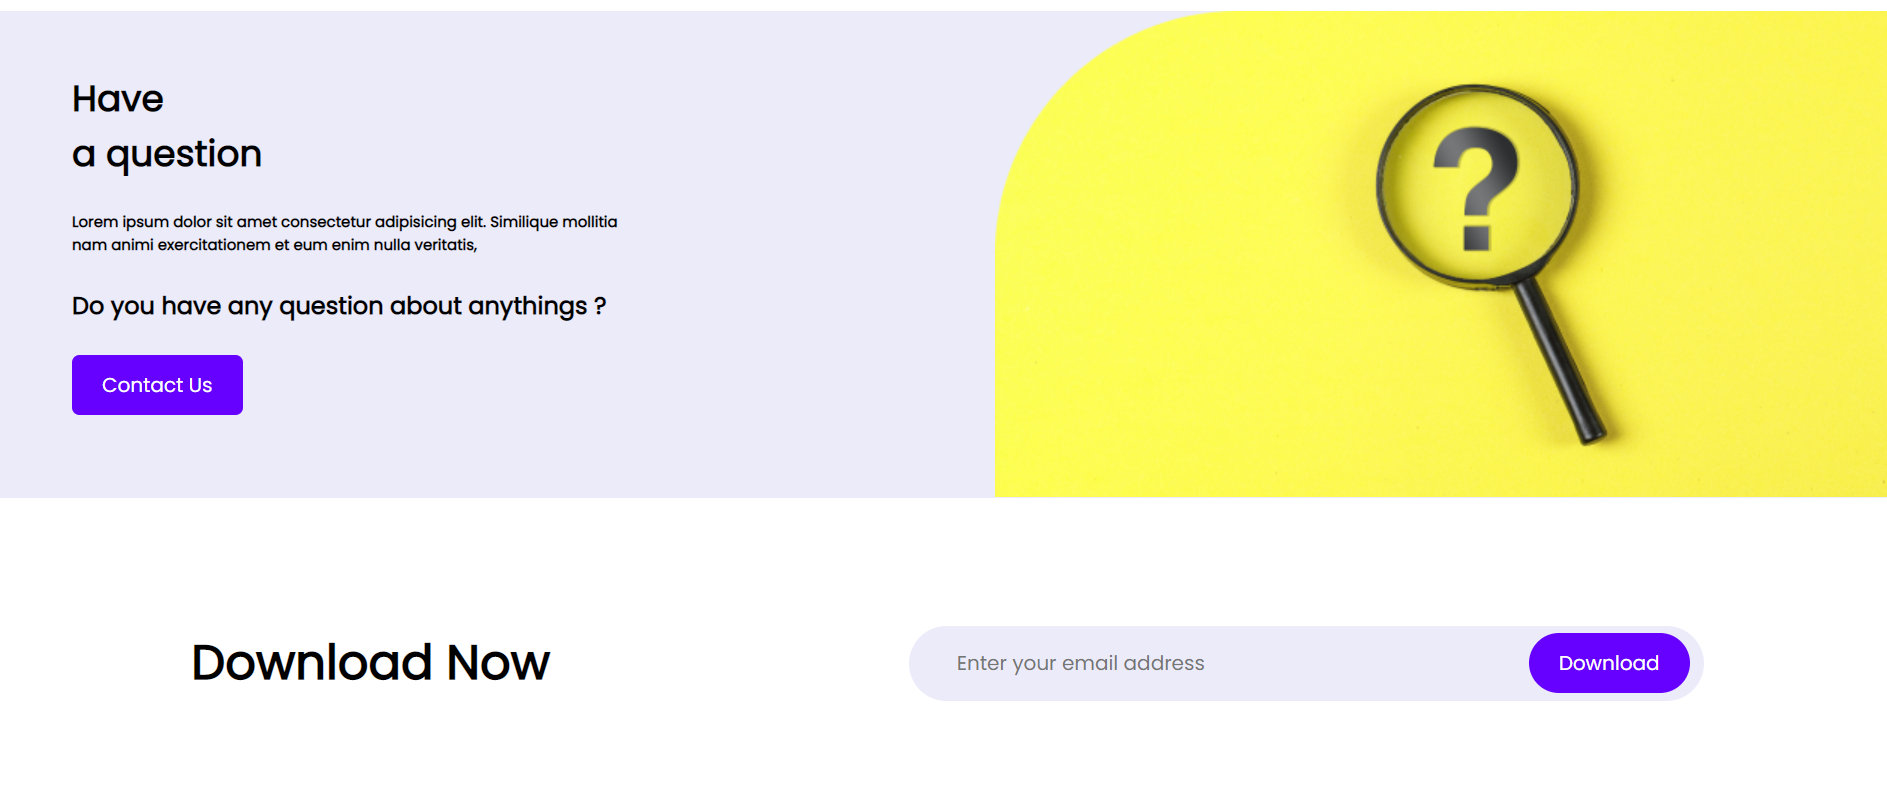 Have
a question
Lorem ipsum dolor sit amet consectetur adipisicing elit. Similique mollitia
nam animi exercitationem et eum enim nulla veritatis,
Do you have any question about anythings ?
Contact Us
?
Download Now
Enter your email address
Download